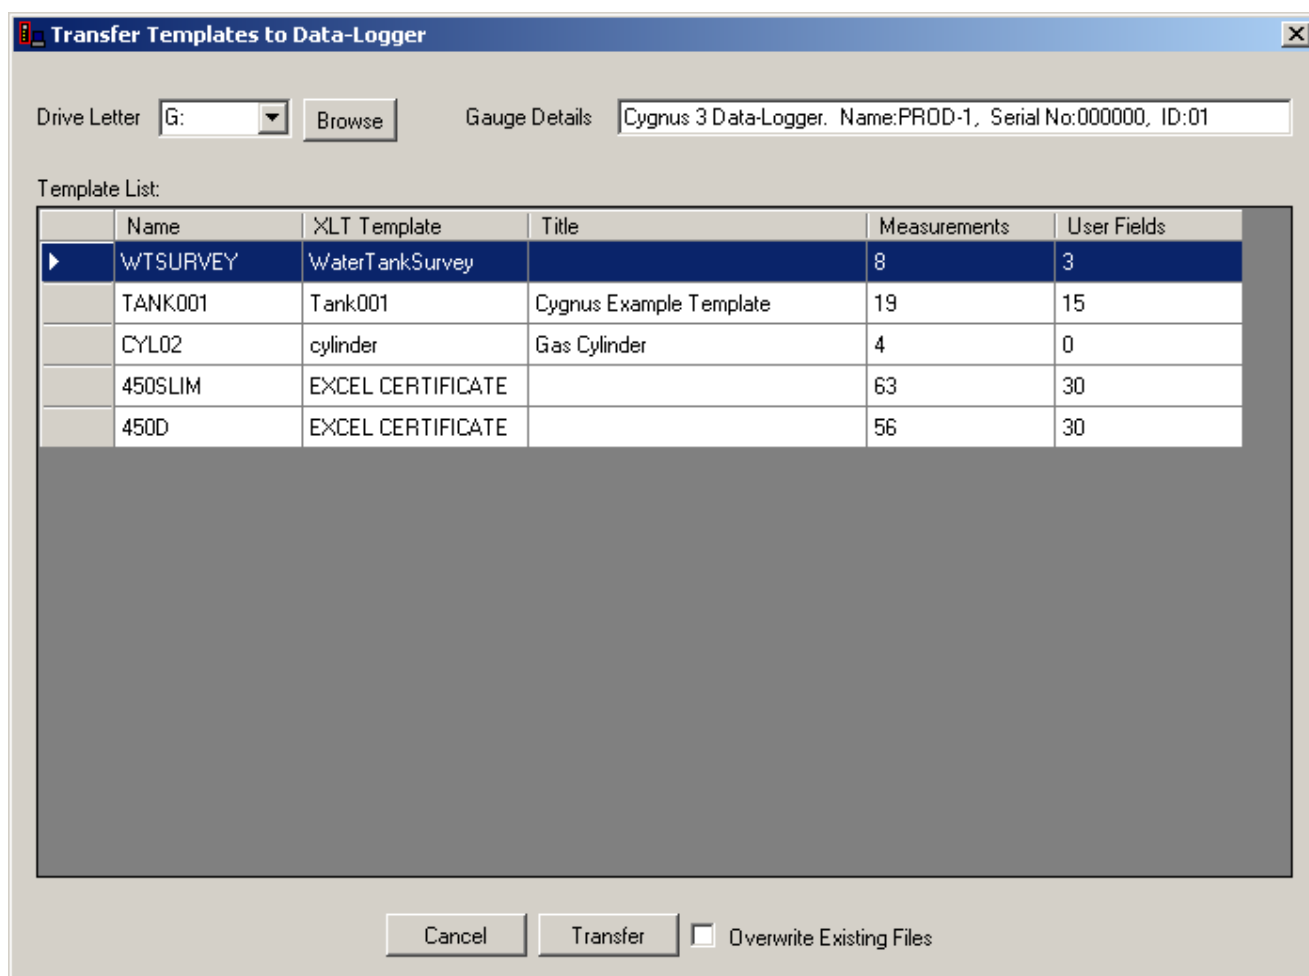 Transfer Templates to Data-Logger
Drive Letter G: Browse Gauge Details Cygnus 3 Data-Logger. Name:PROD-1, Serial No:000000, ID:01
Template List:
Name XLT Template Title Measurements User Fields
WTSURVEY WaterTankSurvey 8 3
TANK001 Tank001 Cygnus Example Template 19 15
CYL02 cylinder Gas Cylinder 4 0
450SLIM EXCEL CERTIFICATE 63 30
450D EXCEL CERTIFICATE 56 30
Cancel Transfer Overwrite Existing Files